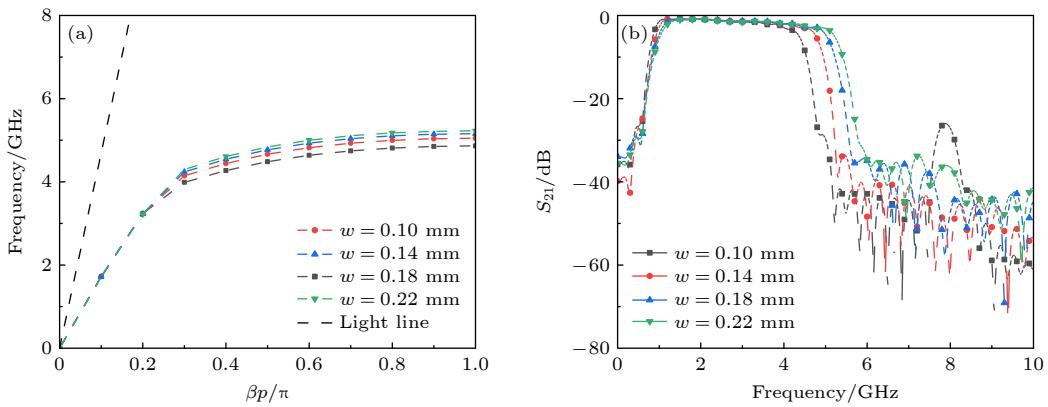 (a)
Frequency/GHz
8
6
4
2
0
0
0.2
0.4
0.6
0.8
1.0
βp/π
w = 0.10 mm
w = 0.14 mm
w = 0.18 mm
w = 0.22 mm
Light line
(b)
S21/dB
0
−20
−40
−60
−80
0
2
4
6
8
10
Frequency/GHz
w = 0.10 mm
w = 0.14 mm
w = 0.18 mm
w = 0.22 mm